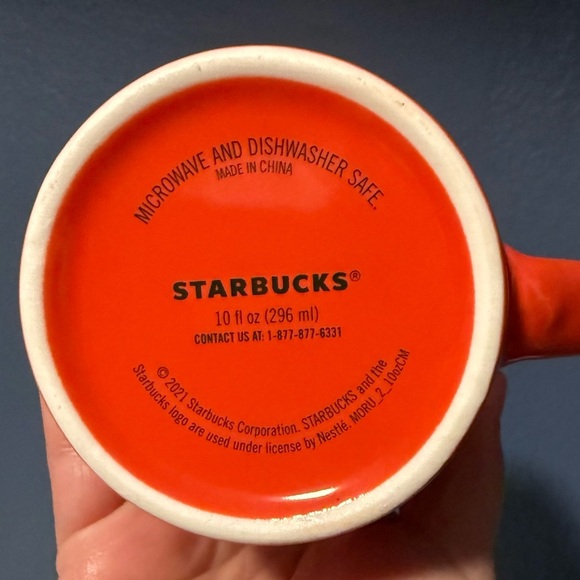 MICROWAVE AND DISHWASHER SAFE.
MADE IN CHINA
STARBUCKS®
10 fl oz (296 ml)
CONTACT US AT: 1-877-877-6331
© 2021 Starbucks Corporation. STARBUCKS and the
Starbucks logo are used under license by Nestlé. MORU_2_10ozCM